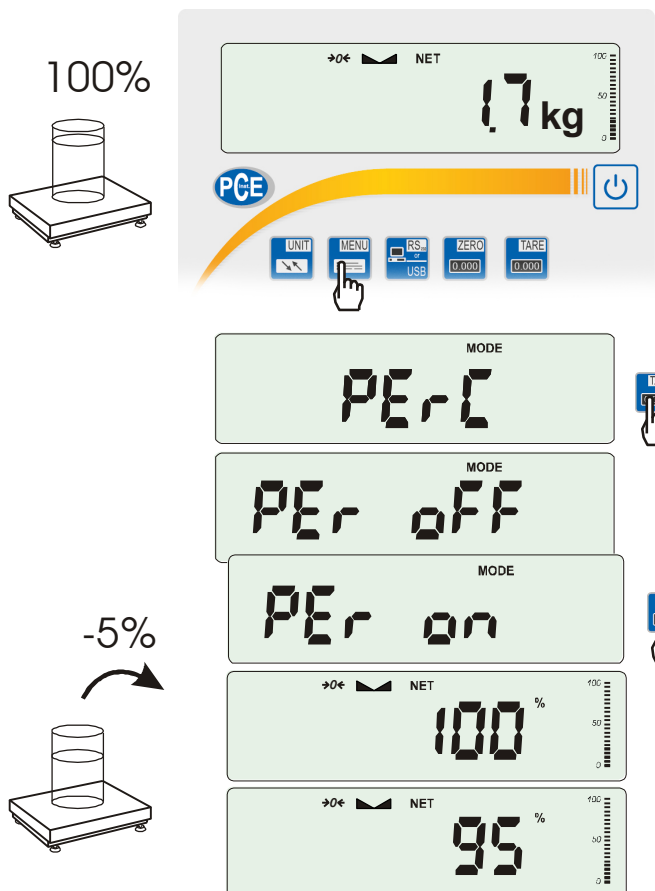 100%
→0← NET
1.7 kg
100
50
0
PCE Inst.
UNIT
MENU
RS232 or USB
ZERO 0.000
TARE 0.000
MODE
PErC
MODE
PEr oFF
MODE
PEr on
-5%
→0← NET
100 %
100
50
0
→0← NET
95 %
100
50
0